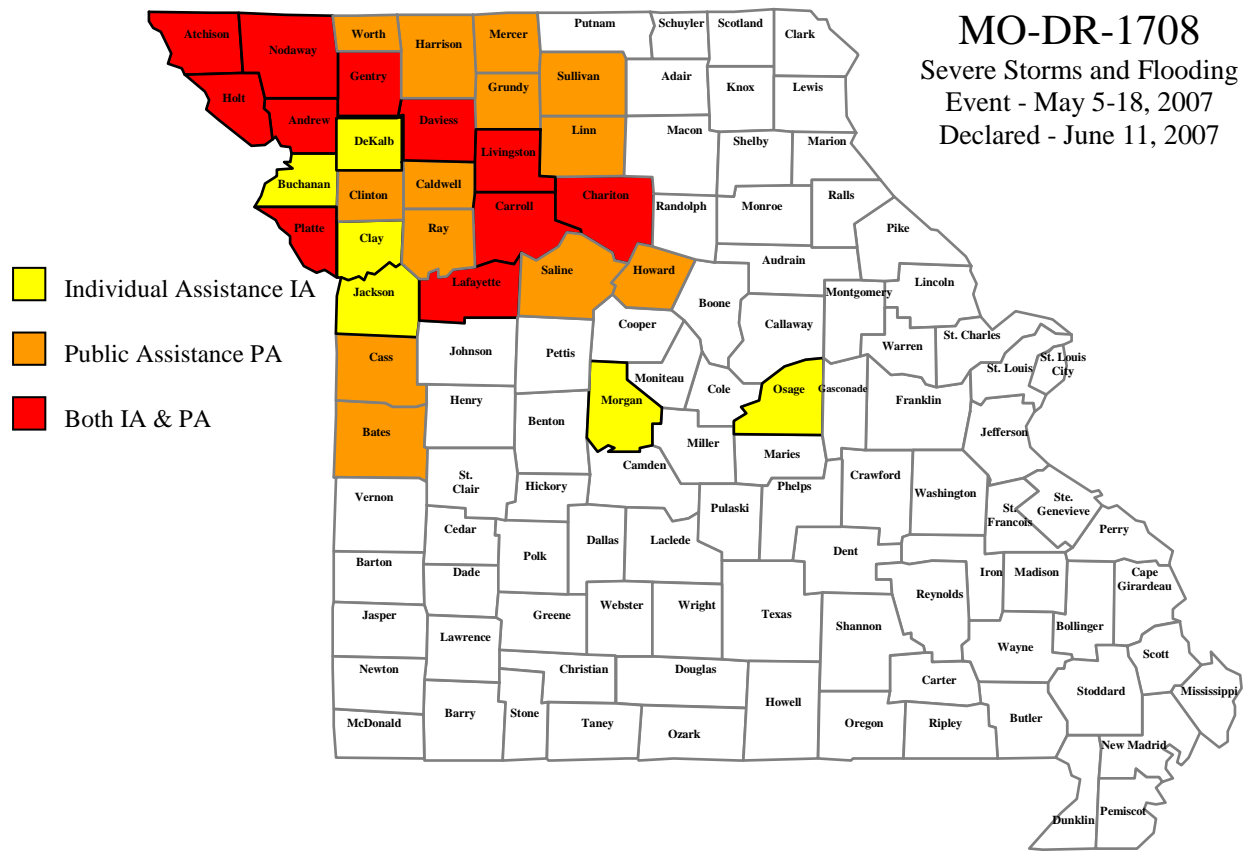 MO-DR-1708
Severe Storms and Flooding
Event - May 5-18, 2007
Declared - June 11, 2007
Individual Assistance IA
Public Assistance PA
Both IA & PA
Atchison
Nodaway
Worth
Harrison
Mercer
Putnam
Schuyler
Scotland
Clark
Holt
Gentry
Grundy
Sullivan
Adair
Knox
Lewis
Andrew
DeKalb
Daviess
Livingston
Linn
Macon
Shelby
Marion
Buchanan
Clinton
Caldwell
Carroll
Chariton
Randolph
Monroe
Ralls
Pike
Platte
Clay
Ray
Saline
Howard
Audrain
Jackson
Lafayette
Boone
Callaway
Montgomery
Lincoln
Cooper
Warren
St. Charles
Cass
Johnson
Pettis
Moniteau
Cole
Osage
Gasconade
Franklin
St. Louis
St. Louis
City
Henry
Benton
Morgan
Miller
Maries
Jefferson
Bates
St.
Clair
Hickory
Camden
Pulaski
Phelps
Crawford
Washington
St.
Francois
Ste.
Genevieve
Perry
Vernon
Cedar
Polk
Dallas
Laclede
Dent
Iron
Madison
Cape
Girardeau
Barton
Dade
Greene
Webster
Wright
Texas
Shannon
Reynolds
Bollinger
Jasper
Lawrence
Wayne
Scott
Newton
Christian
Douglas
Howell
Carter
Stoddard
Mississippi
McDonald
Barry
Stone
Taney
Ozark
Oregon
Ripley
Butler
New Madrid
Dunklin
Pemiscot